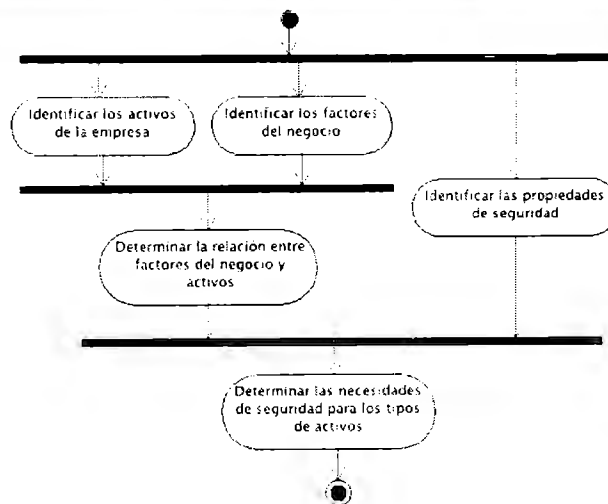 Identificar los activos
de la empresa
Identificar los factores
del negocio
Identificar las propiedades
de seguridad
Determinar la relación entre
factores del negocio y
activos
Determinar las necesidades
de seguridad para los tipos
de activos